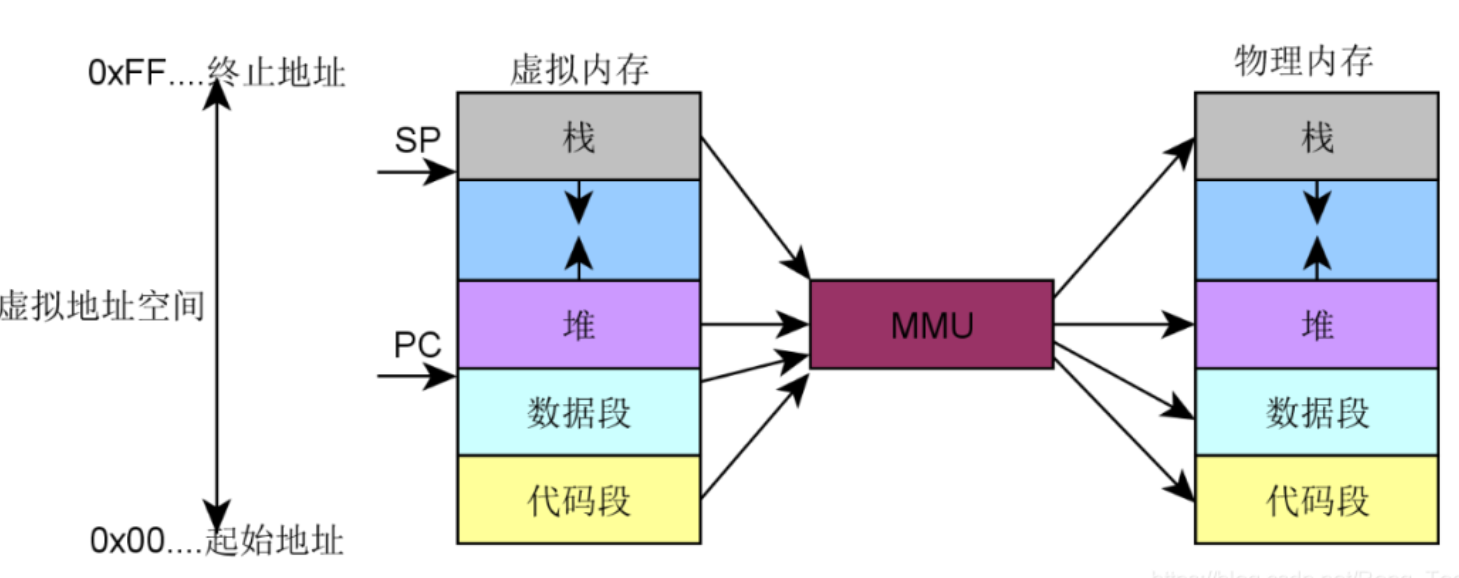 0xFF....终止地址
虚拟内存
物理内存
SP
栈
栈
虚拟地址空间
堆
MMU
堆
PC
数据段
数据段
代码段
代码段
0x00....起始地址